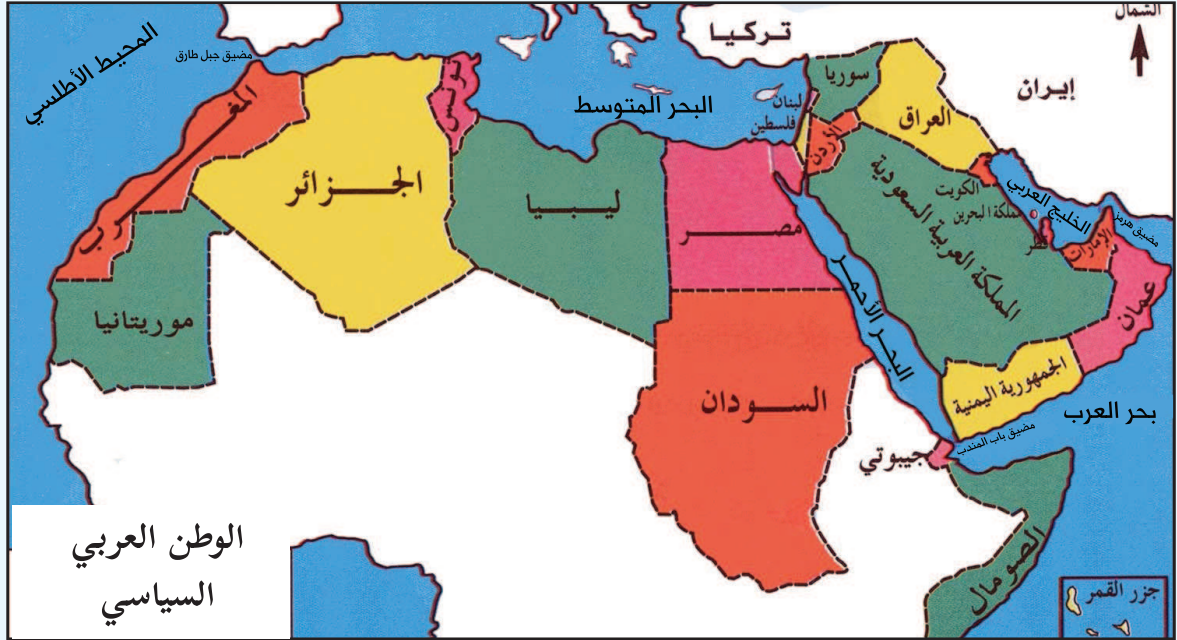 الشمال
تركيا
إيران
المحيط الأطلسي
مضيق جبل طارق
البحر المتوسط
سوريا
لبنان
فلسطين
العراق
الأردن
المغرب
الجزائر
تونس
ليبيا
مصر
المملكة العربية السعودية
الكويت
مملكة البحرين
قطر
الخليج العربي
الإمارات
مضيق هرمز
عمان
موريتانيا
البحر الأحمر
السودان
الجمهورية اليمنية
بحر العرب
مضيق باب المندب
جيبوتي
الصومال
جزر القمر
الوطن العربي
السياسي